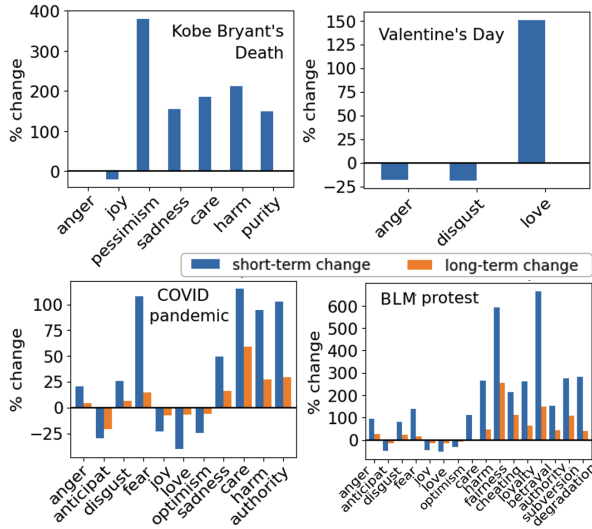 400
300
200
100
0
% change
Kobe Bryant's
Death
anger
joy
pessimism
sadness
care
harm
purity
150
125
100
75
50
25
0
−25
% change
Valentine's Day
anger
disgust
love
short-term change
long-term change
100
75
50
25
0
−25
% change
COVID
pandemic
anger
anticipat
disgust
fear
joy
love
optimism
sadness
care
harm
authority
600
500
400
300
200
100
0
% change
BLM protest
anger
anticipat
disgust
fear
joy
love
optimism
care
harm
fairness
cheating
loyalty
betrayal
authority
subversion
degradation